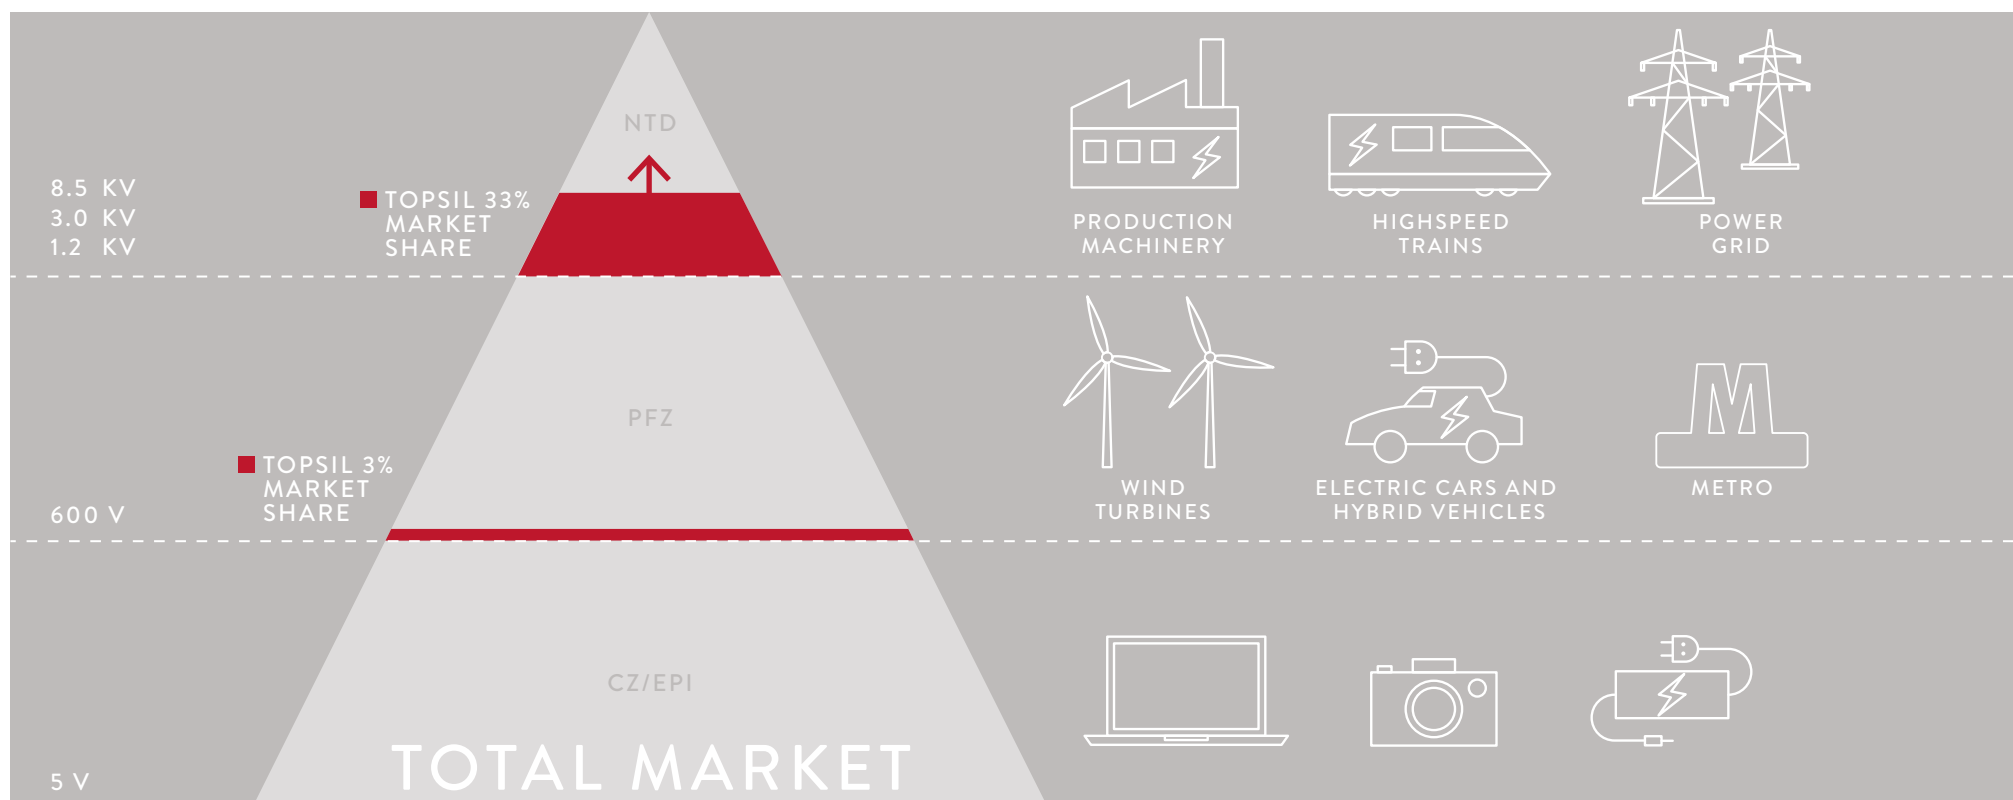 NTD
8.5 KV
3.0 KV
1.2 KV
TOPSIL 33%
MARKET
SHARE
PRODUCTION
MACHINERY
HIGHSPEED
TRAINS
POWER
GRID
PFZ
TOPSIL 3%
MARKET
SHARE
600 V
WIND
TURBINES
ELECTRIC CARS AND
HYBRID VEHICLES
M
METRO
CZ/EPI
TOTAL MARKET
5 V